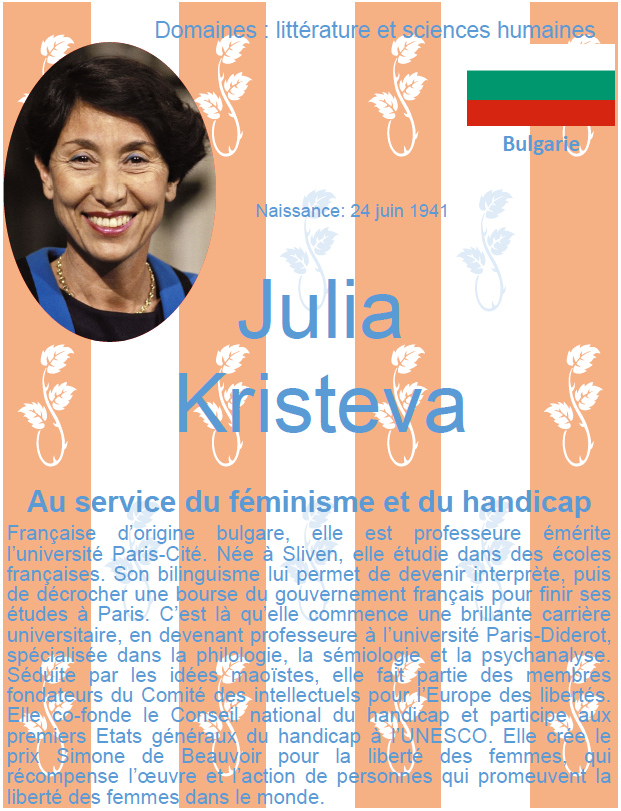 Domaines : littérature et sciences humaines
Bulgarie
Naissance: 24 juin 1941
Julia
Kristeva
Au service du féminisme et du handicap
Française d’origine bulgare, elle est professeure émérite
l’université Paris-Cité. Née à Sliven, elle étudie dans des écoles
françaises. Son bilinguisme lui permet de devenir interprète, puis
de décrocher une bourse du gouvernement français pour finir ses
études à Paris. C’est là qu’elle commence une brillante carrière
universitaire, en devenant professeure à l’université Paris-Diderot,
spécialisée dans la philologie, la sémiologie et la psychanalyse.
Séduite par les idées maoïstes, elle fait partie des membres
fondateurs du Comité des intellectuels pour l’Europe des libertés.
Elle co-fonde le Conseil national du handicap et participe aux
premiers Etats généraux du handicap à l’UNESCO. Elle crée le
prix Simone de Beauvoir pour la liberté des femmes, qui
récompense l’œuvre et l’action de personnes qui promeuvent la
liberté des femmes dans le monde.